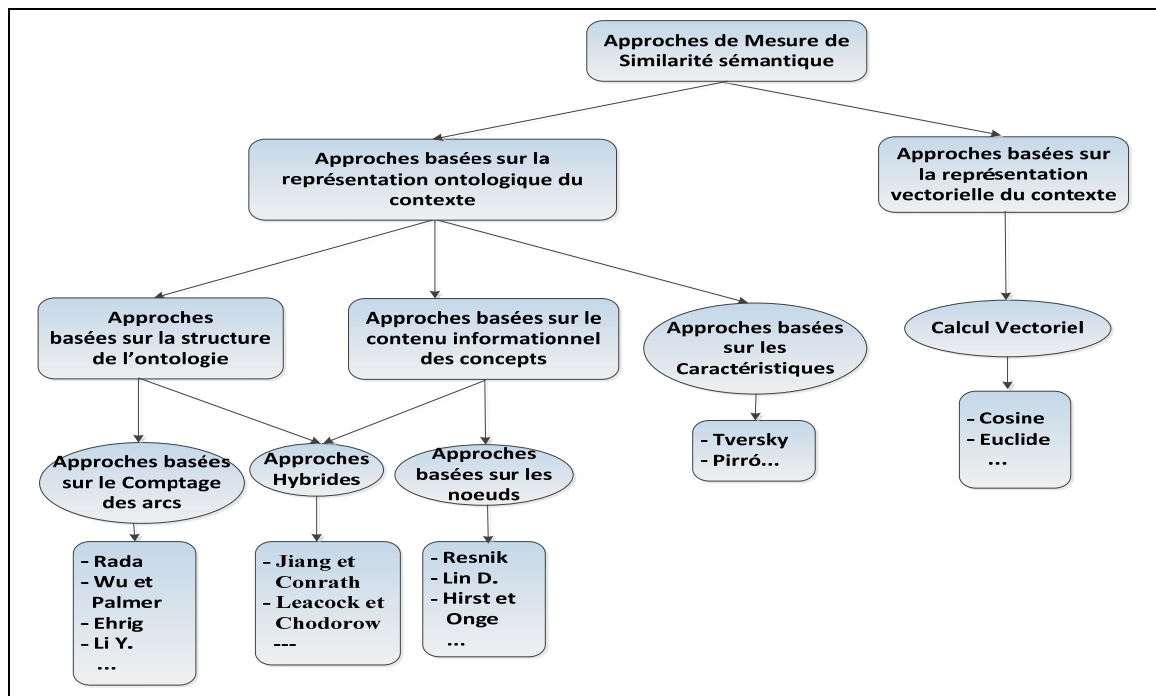 Approches de Mesure de
Similarité sémantique
Approches basées sur la
représentation ontologique du
contexte
Approches basées sur
la représentation
vectorielle du contexte
Approches
basées sur la structure
de l'ontologie
Approches basées sur le
contenu informationnel
des concepts
Approches basées
sur les
Caractéristiques
Calcul Vectoriel
Approches basées
sur le Comptage
des arcs
Approches
Hybrides
Approches
basées sur les
noeuds
- Tversky
- Pirró...
- Cosine
- Euclide
...
- Rada
- Wu et
Palmer
- Ehrig
- Li Y.
...
- Jiang et
Conrath
- Leacock et
Chodorow
---
- Resnik
- Lin D.
- Hirst et
Onge
...